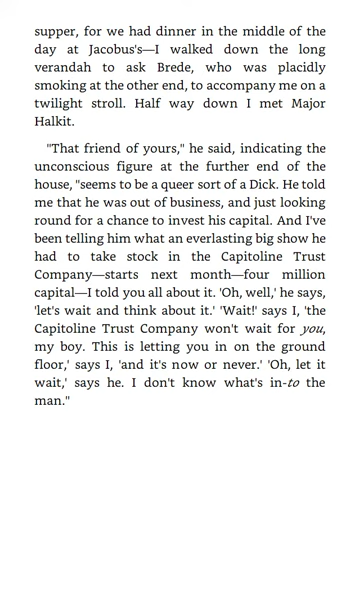 supper, for we had dinner in the middle of the
day at Jacobus's—I walked down the long
verandah to ask Brede, who was placidly
smoking at the other end, to accompany me on a
twilight stroll. Half way down I met Major
Halkit.
"That friend of yours," he said, indicating the
unconscious figure at the further end of the
house, "seems to be a queer sort of a Dick. He told
me that he was out of business, and just looking
round for a chance to invest his capital. And I've
been telling him what an everlasting big show he
had to take stock in the Capitoline Trust
Company—starts next month—four million
capital—I told you all about it. 'Oh, well,' he says,
'let's wait and think about it.' 'Wait!' says I, 'the
Capitoline Trust Company won't wait for you,
my boy. This is letting you in on the ground
floor,' says I, 'and it's now or never.' 'Oh, let it
wait,' says he. I don't know what's in-to the
man."